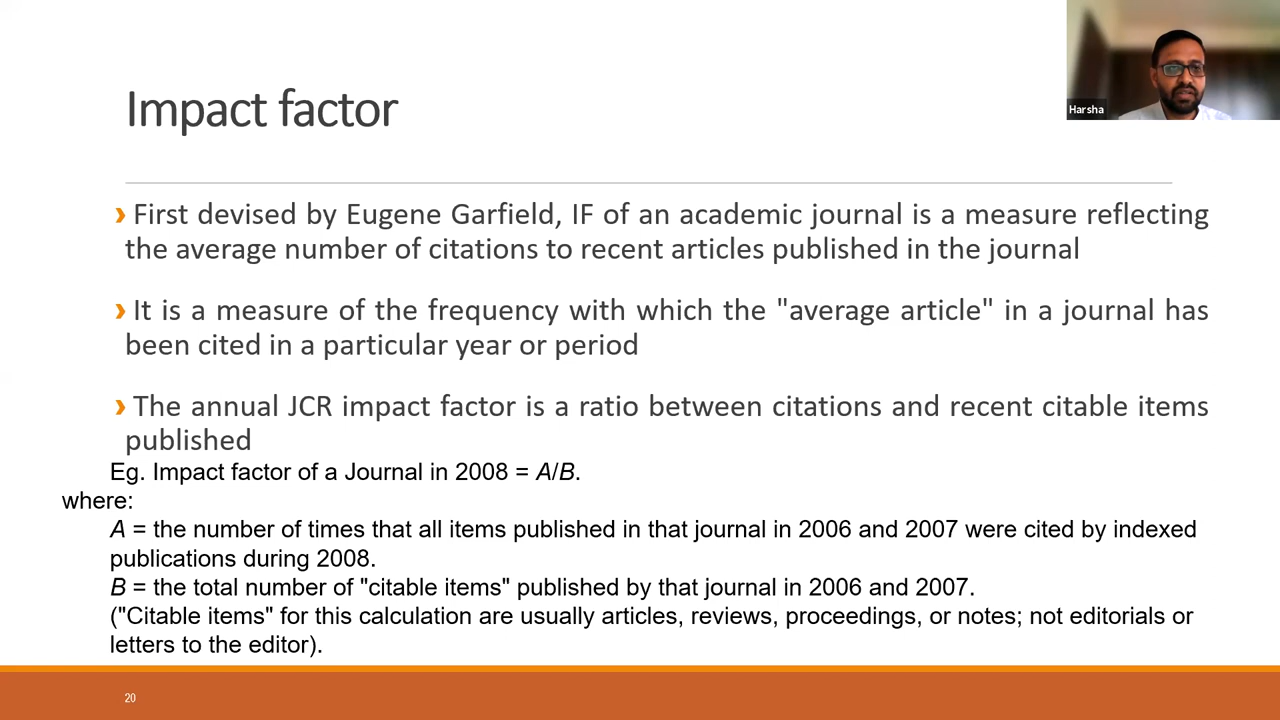 Impact factor
Harsha
› First devised by Eugene Garfield, IF of an academic journal is a measure reflecting
the average number of citations to recent articles published in the journal
› It is a measure of the frequency with which the "average article" in a journal has
been cited in a particular year or period
› The annual JCR impact factor is a ratio between citations and recent citable items
published
Eg. Impact factor of a Journal in 2008 = A/B.
where:
A = the number of times that all items published in that journal in 2006 and 2007 were cited by indexed
publications during 2008.
B = the total number of "citable items" published by that journal in 2006 and 2007.
("Citable items" for this calculation are usually articles, reviews, proceedings, or notes; not editorials or
letters to the editor).
20